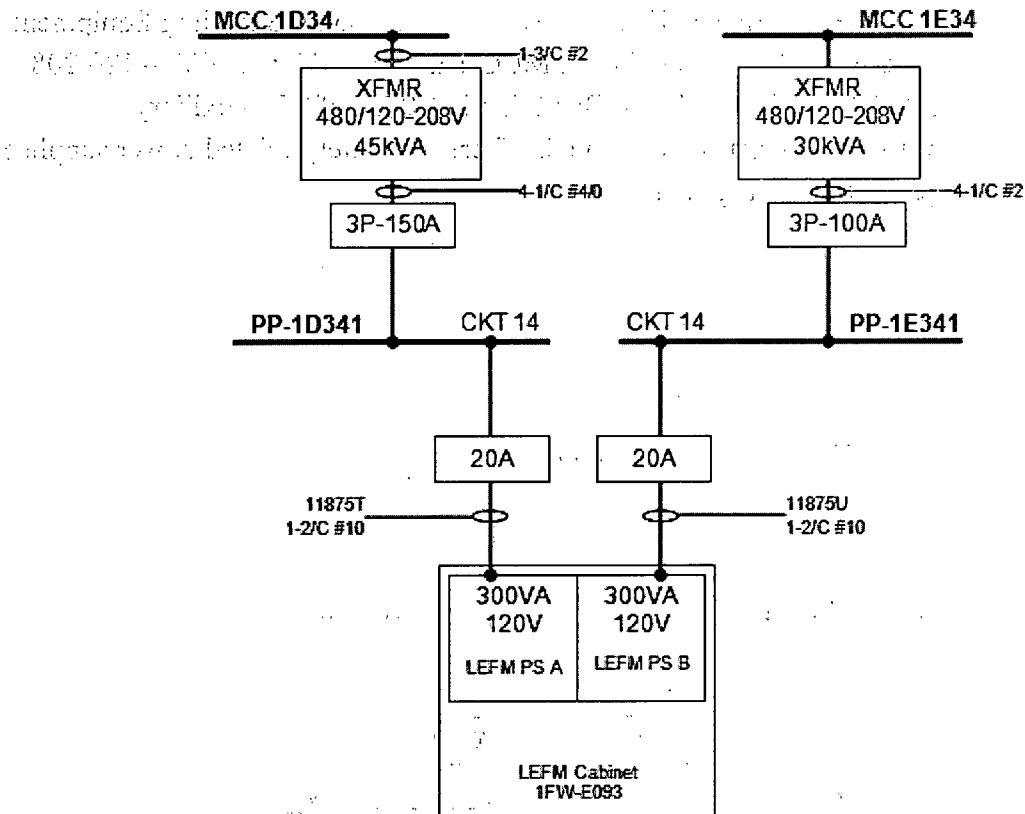 MCC 1D34
MCC 1E34
1-3/C #2
XFMR
480/120-208V
45kVA
XFMR
480/120-208V
30kVA
4-1/C #4/0
4-1/C #2
3P-150A
3P-100A
PP-1D341
CKT 14
CKT 14
PP-1E341
20A
20A
11875T
1-2/C #10
11875U
1-2/C #10
300VA
120V
LEFM PS A
300VA
120V
LEFM PS B
LEFM Cabinet
1FW-E093